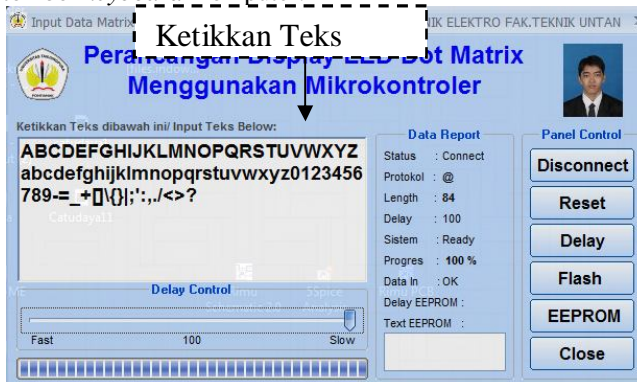 Input Data Matrix
Ketikkan Teks
IK ELEKTRO FAK.TEKNIK UNTAN
Perancangan Display LED Dot Matrix
Menggunakan Mikrokontroler
Ketikkan Teks dibawah ini/ Input Teks Below:
ABCDEFGHIJKLMNOPQRSTUVWXYZ
abcdefghijklmnopqrstuvwxyz0123456
789-=_+[]\{}|;':,./<>?
Delay Control
Fast 100 Slow
Data Report
Status : Connect
Protokol : @
Length : 84
Delay : 100
Sistem : Ready
Progres : 100 %
Data In : OK
Delay EEPROM :
Text EEPROM :
Panel Control
Disconnect
Reset
Delay
Flash
EEPROM
Close